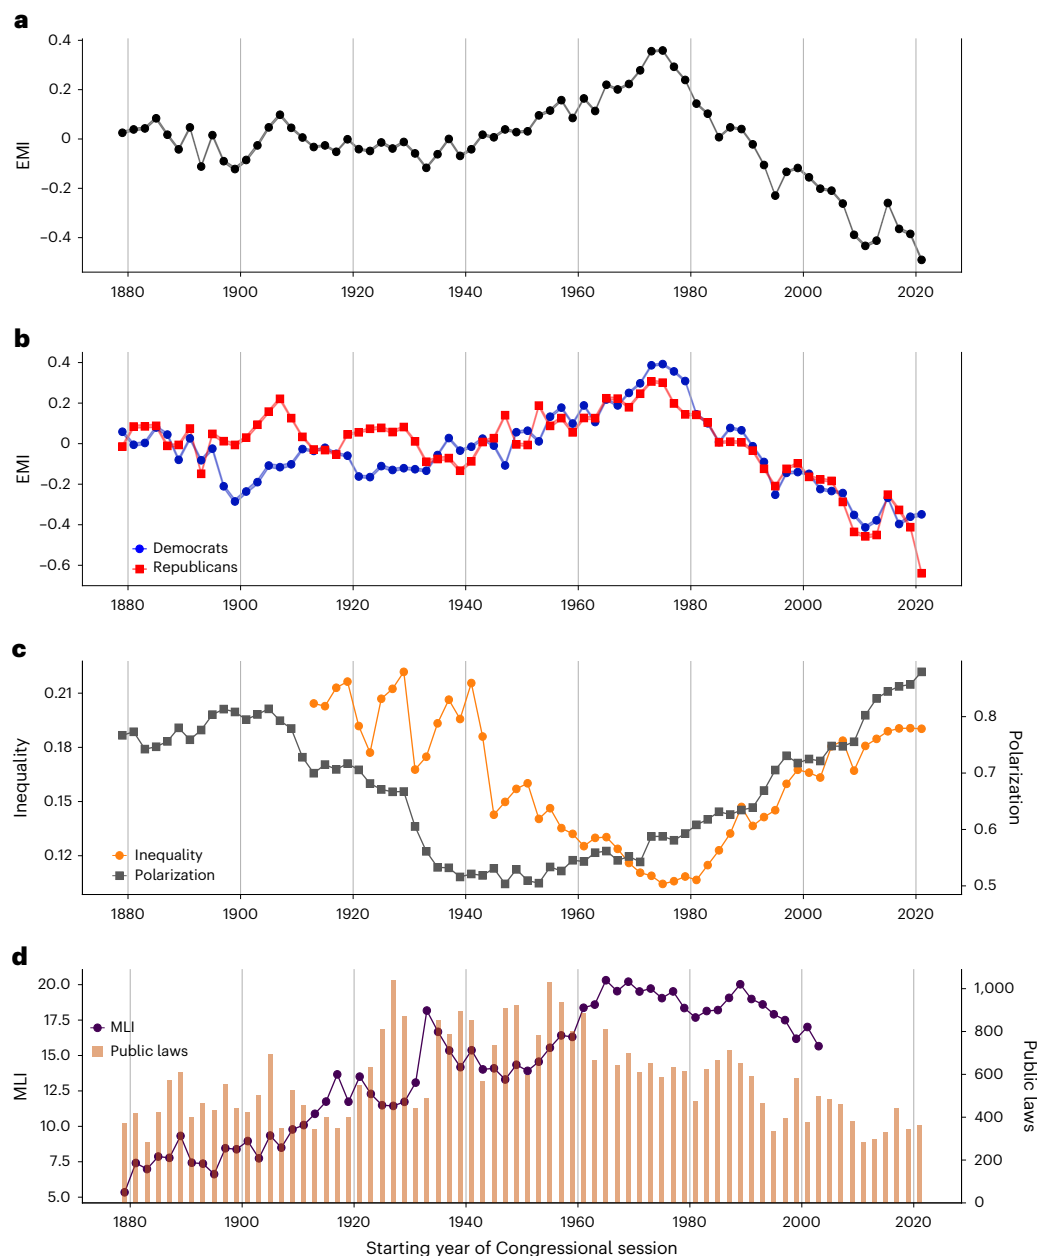 a
0.4
0.2
0
–0.2
–0.4
EMI
1880 1900 1920 1940 1960 1980 2000 2020
b
0.4
0.2
0
–0.2
–0.4
–0.6
EMI
Democrats
Republicans
1880 1900 1920 1940 1960 1980 2000 2020
c
0.21
0.18
0.15
0.12
Inequality
0.8
0.7
0.6
0.5
Polarization
Inequality
Polarization
1880 1900 1920 1940 1960 1980 2000 2020
d
20.0
17.5
15.0
12.5
10.0
7.5
5.0
MLI
1,000
800
600
400
200
0
Public laws
MLI
Public laws
1880 1900 1920 1940 1960 1980 2000 2020
Starting year of Congressional session